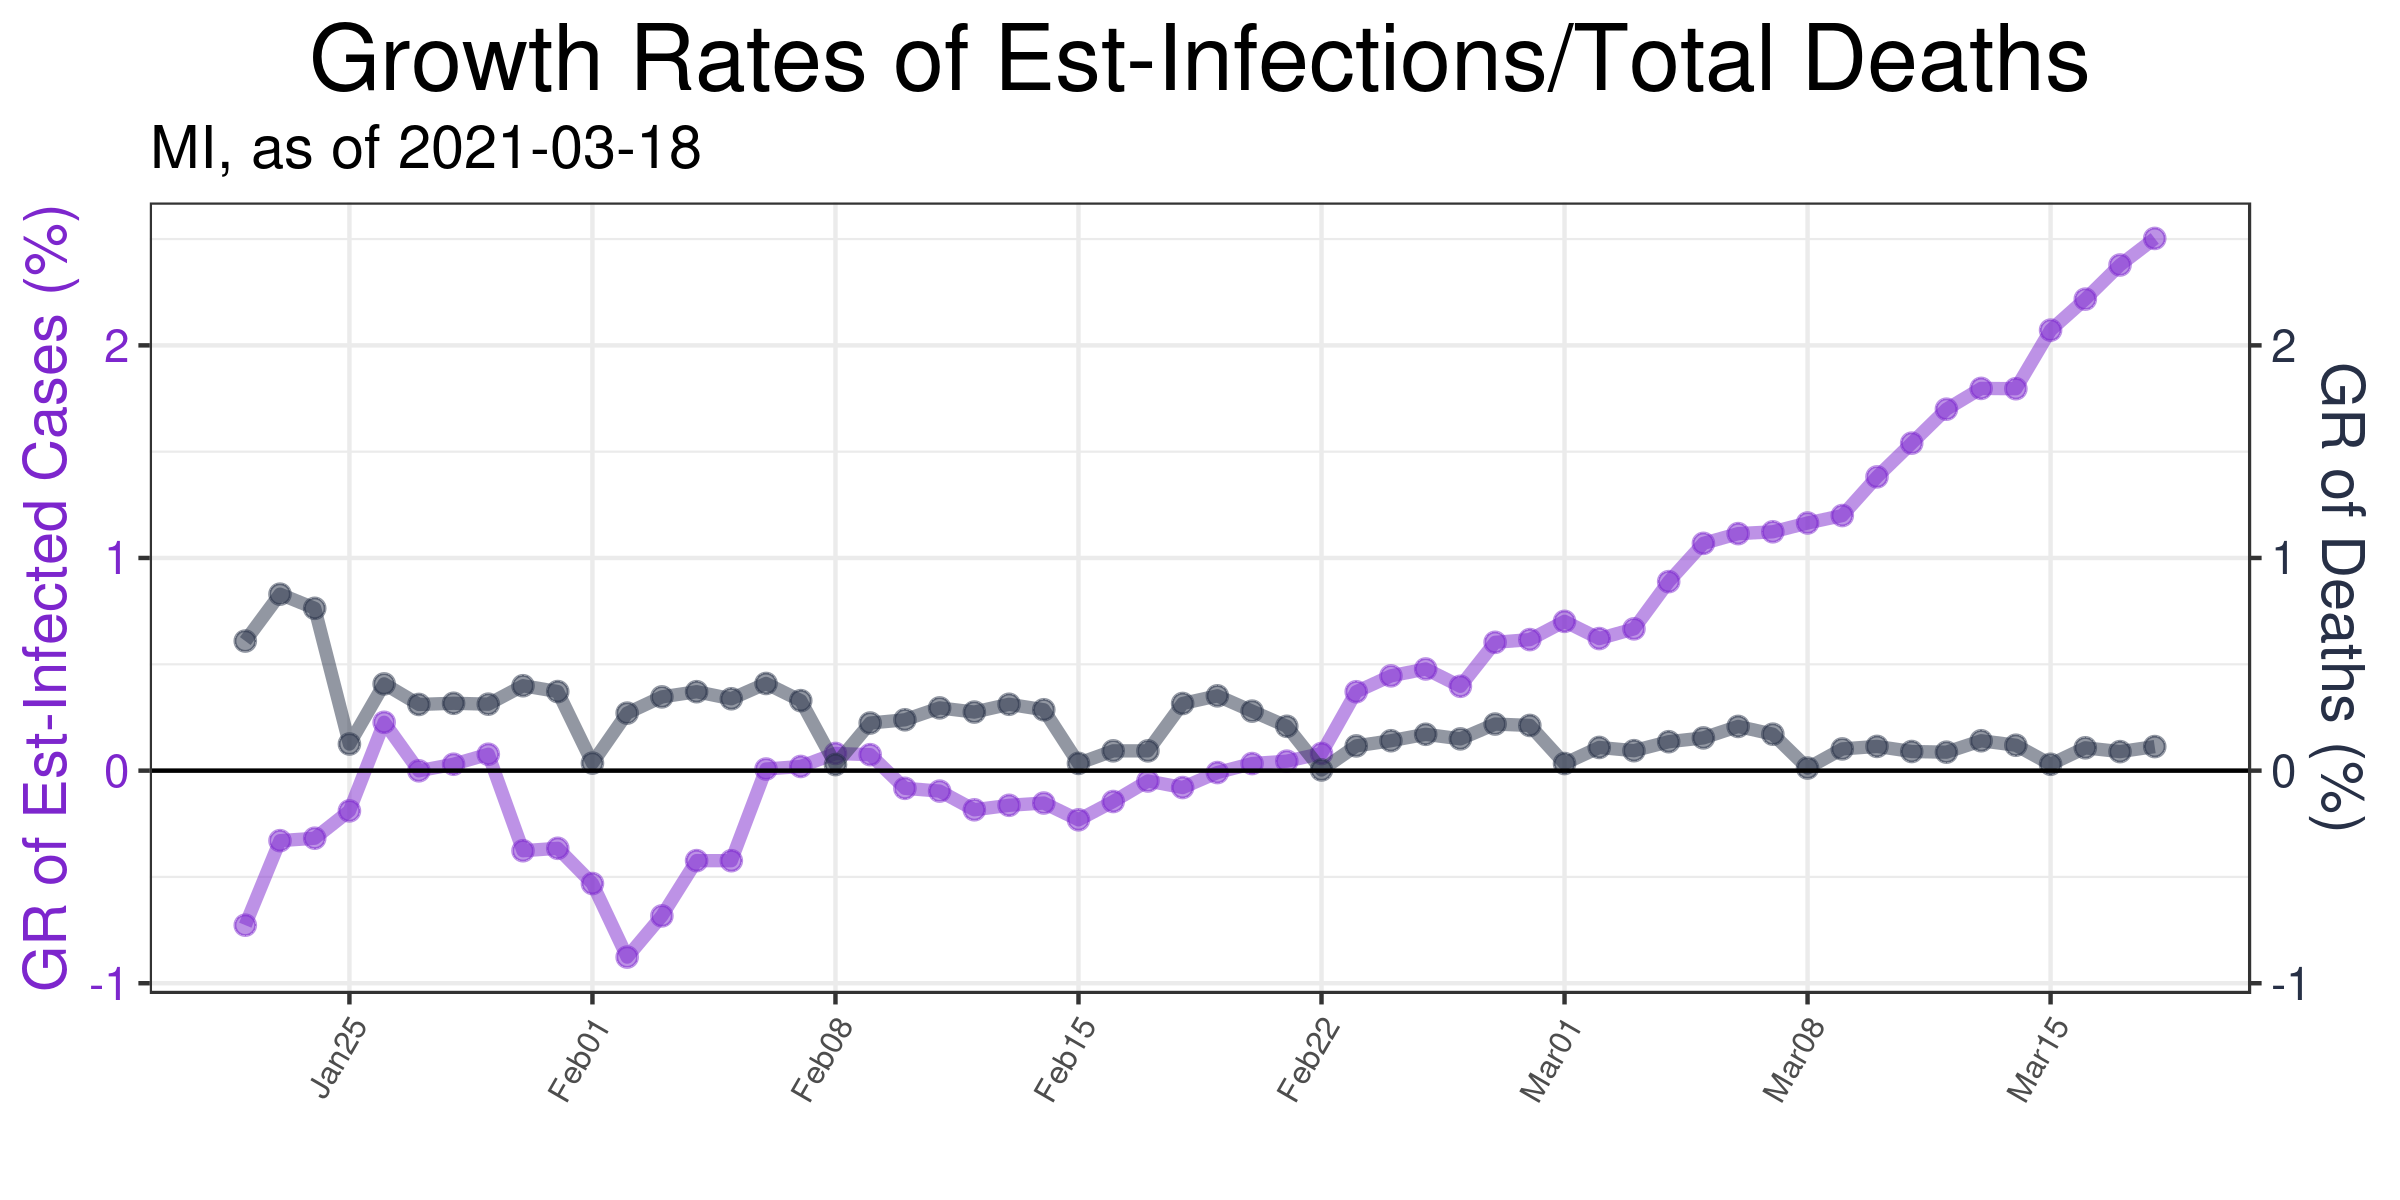 Growth Rates of Est-Infections/Total Deaths
MI, as of 2021-03-18
GR of Est-Infected Cases (%)
2
1
0
-1
2
1
0
-1
GR of Deaths (%)
Jan25
Feb01
Feb08
Feb15
Feb22
Mar01
Mar08
Mar15